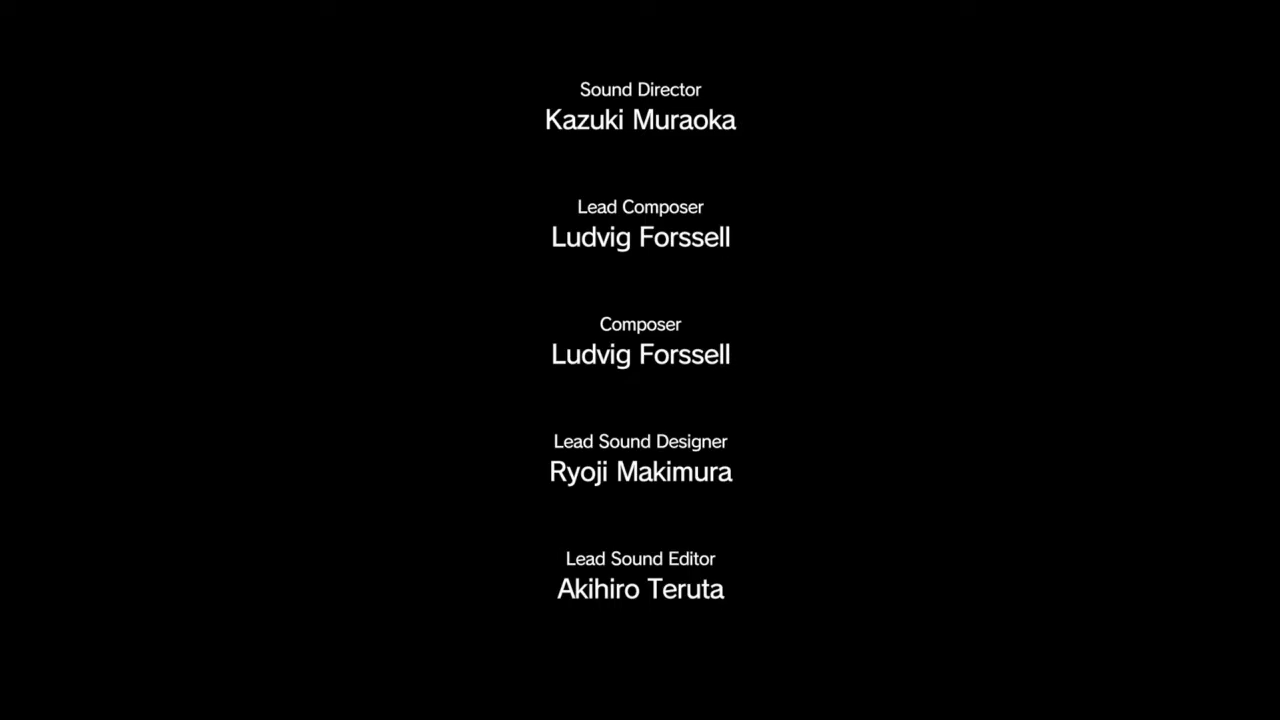 Sound Director
Kazuki Muraoka
Lead Composer
Ludvig Forssell
Composer
Ludvig Forssell
Lead Sound Designer
Ryoji Makimura
Lead Sound Editor
Akihiro Teruta